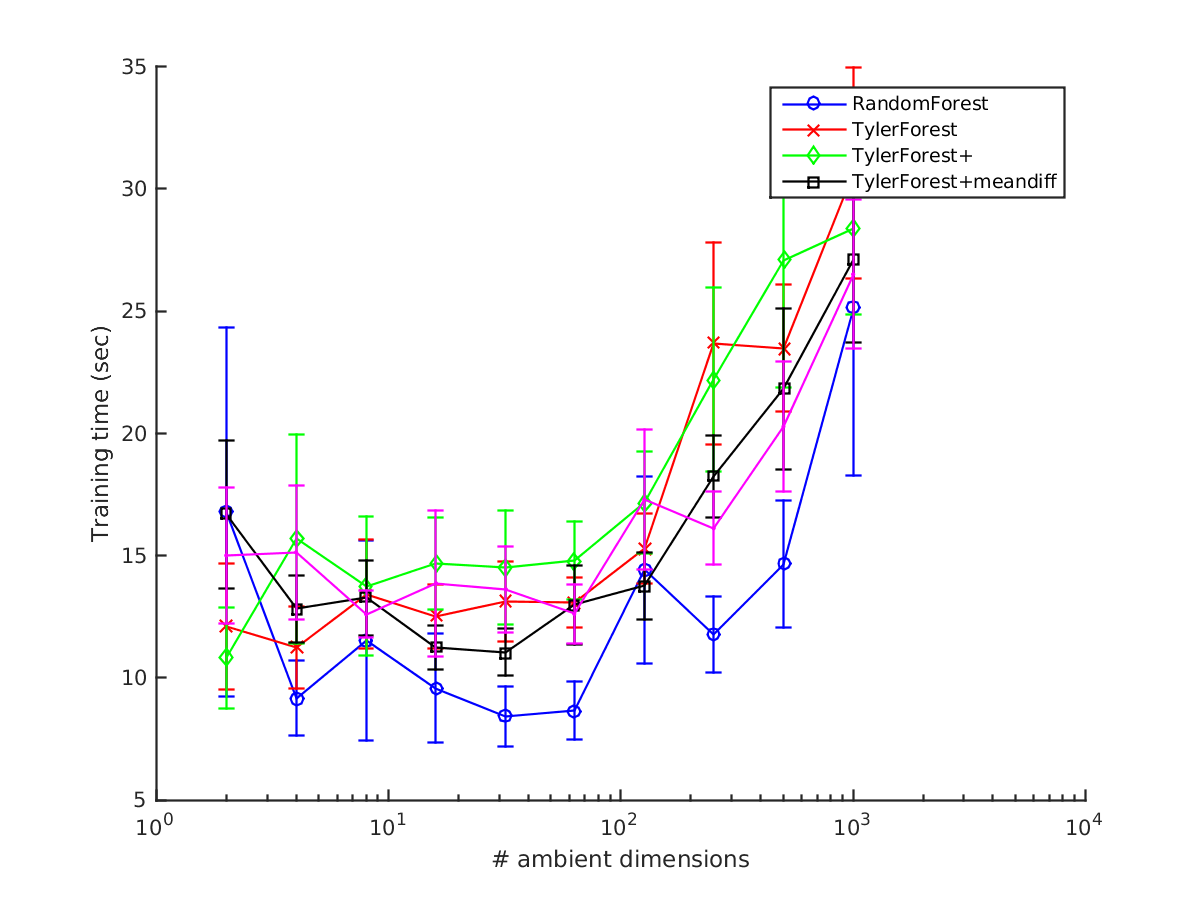 35
30
25
20
15
10
5
Training time (sec)
RandomForest
TylerForest
TylerForest+
TylerForest+meandiff
10^0
10^1
10^2
10^3
10^4
# ambient dimensions